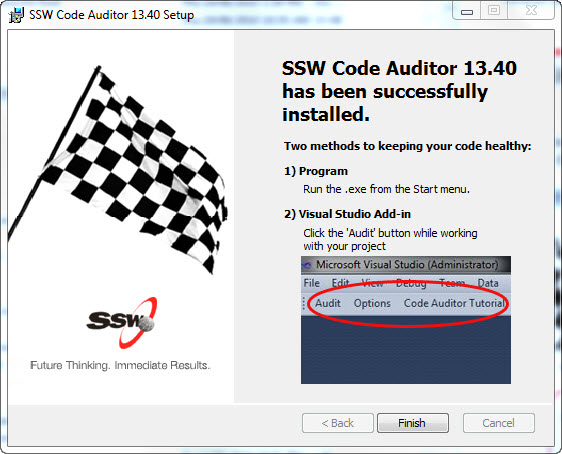 SSW Code Auditor 13.40 Setup
SSW Code Auditor 13.40
has been successfully
installed.
Two methods to keeping your code healthy:
1) Program
Run the .exe from the Start menu.
2) Visual Studio Add-in
Click the 'Audit' button while working
with your project
Microsoft Visual Studio (Administrator)
File Edit View Debug Team Data
Audit Options Code Auditor Tutorial
SSW
Future Thinking. Immediate Results.
< Back Finish Cancel